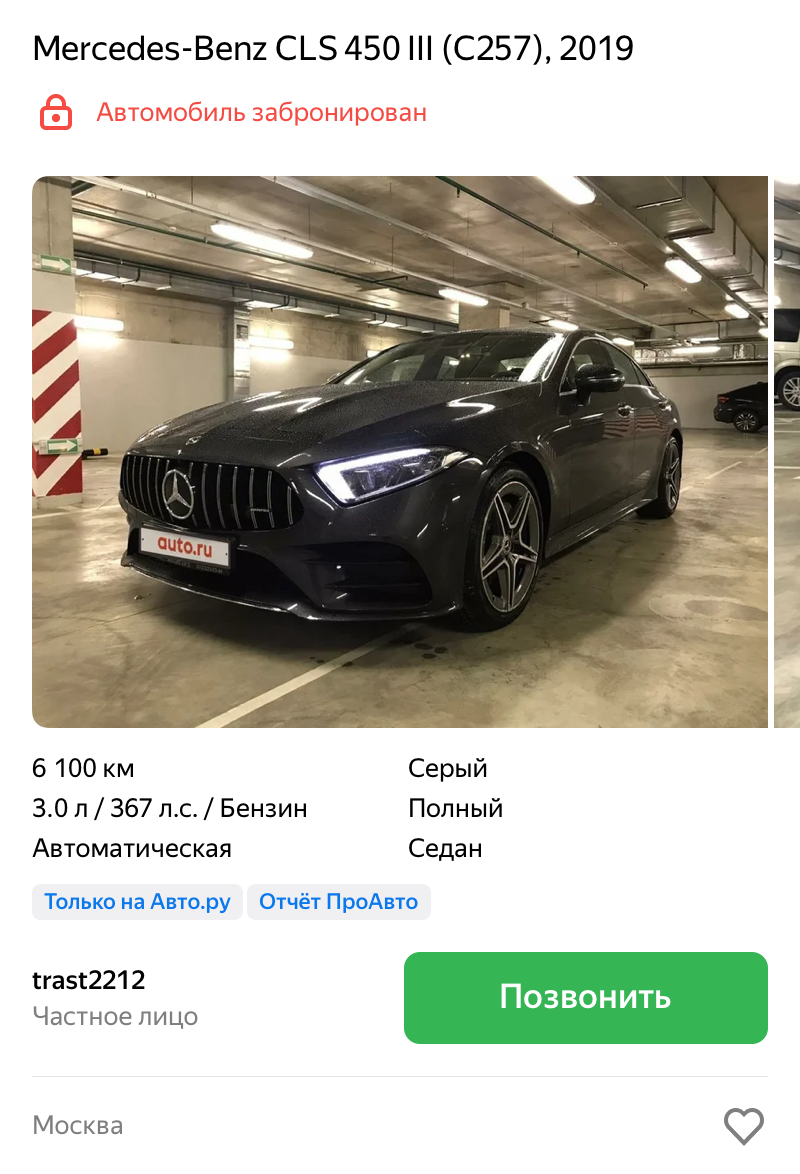 Mercedes-Benz CLS 450 III (C257), 2019
Автомобиль забронирован
auto.ru
6 100 км
Серый
3.0 л / 367 л.с. / Бензин
Полный
Автоматическая
Седан
Только на Авто.ру
Отчёт ПроАвто
trast2212
Частное лицо
Позвонить
Москва